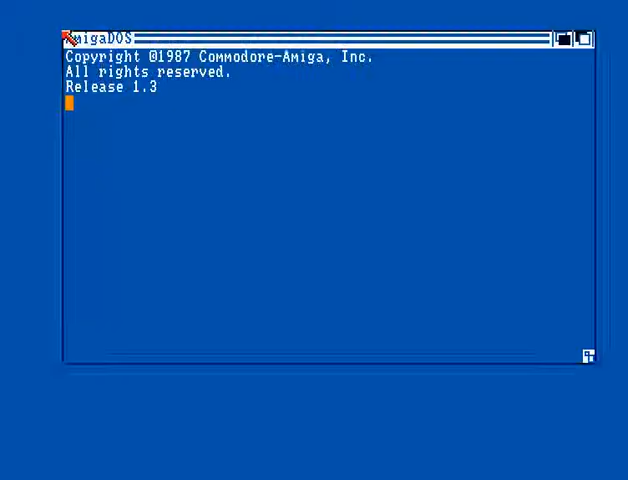 AmigaDOS
Copyright ©1987 Commodore-Amiga, Inc.
All rights reserved.
Release 1.3